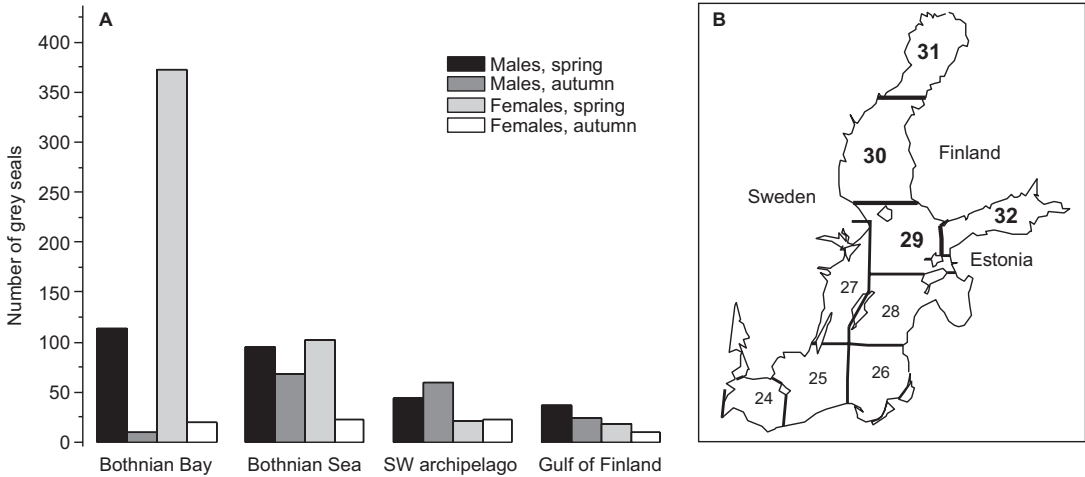 A
Number of grey seals
400
350
300
250
200
150
100
50
0
Males, spring
Males, autumn
Females, spring
Females, autumn
Bothnian Bay
Bothnian Sea
SW archipelago
Gulf of Finland
B
31
30
Finland
Sweden
32
29
Estonia
27
28
25
26
24